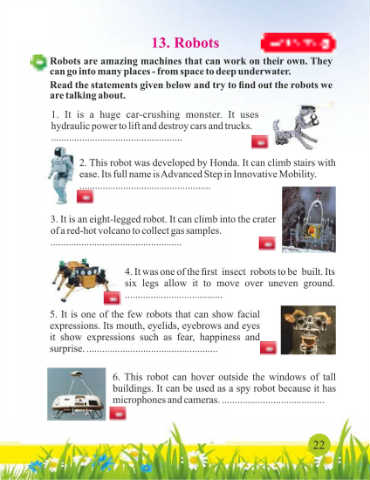 13. Robots
Robots are amazing machines that can work on their own. They
can go into many places - from space to deep underwater.
Read the statements given below and try to find out the robots we
are talking about.
1. It is a huge car-crushing monster. It uses
hydraulic power to lift and destroy cars and trucks.
......................................................
2. This robot was developed by Honda. It can climb stairs with
ease. Its full name is Advanced Step in Innovative Mobility.
......................................................
3. It is an eight-legged robot. It can climb into the crater
of a red-hot volcano to collect gas samples.
......................................................
4. It was one of the first insect robots to be built. Its
six legs allow it to move over uneven ground.
........................................
5. It is one of the few robots that can show facial
expressions. Its mouth, eyelids, eyebrows and eyes
it show expressions such as fear, happiness and
surprise. ......................................................
6. This robot can hover outside the windows of tall
buildings. It can be used as a spy robot because it has
microphones and cameras. ..........................................
22